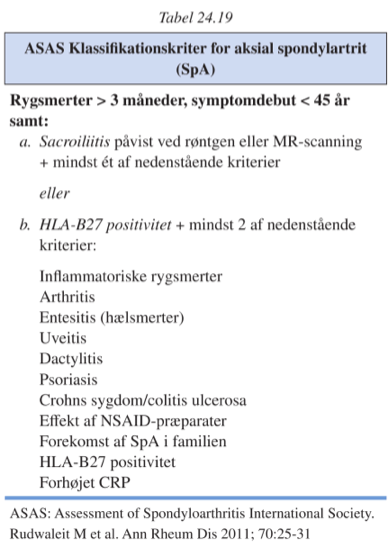 Tabel 24.19
ASAS Klassifikationskriter for aksial spondylartrit
(SpA)
Rygsmerter > 3 måneder, symptomdebut < 45 år
samt:
a. Sacroiliitis påvist ved røntgen eller MR-scanning
+ mindst ét af nedenstående kriterier
eller
b. HLA-B27 positivitet + mindst 2 af nedenstående
kriterier:
Inflammatoriske rygsmerter
Arthritis
Entesitis (hælsmerter)
Uveitis
Dactylitis
Psoriasis
Crohns sygdom/colitis ulcerosa
Effekt af NSAID-præparater
Forekomst af SpA i familien
HLA-B27 positivitet
Forhøjet CRP
ASAS: Assessment of Spondyloarthritis International Society.
Rudwaleit M et al. Ann Rheum Dis 2011; 70:25-31